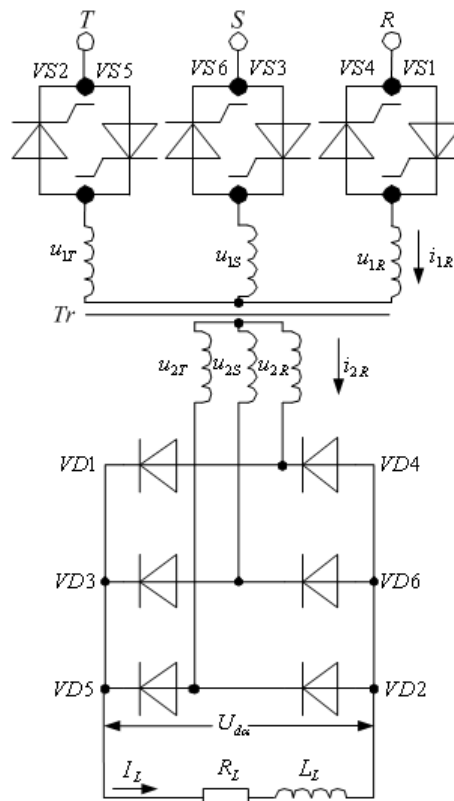 T S R
VS2 VS5 VS6 VS3 VS4 VS1
u1T u1S u1R i1R
Tr
u2T u2S u2R i2R
VD1 VD4
VD3 VD6
VD5 VD2
Udα
IL RL LL